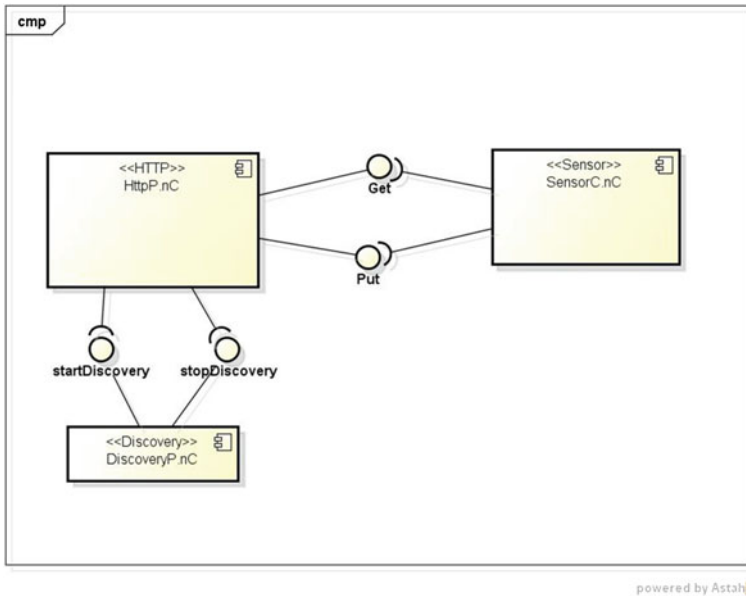 cmp
<<HTTP>>
HttpP.nC
<<Sensor>>
SensorC.nC
Get
Put
startDiscovery
stopDiscovery
<<Discovery>>
DiscoveryP.nC
powered by Astah